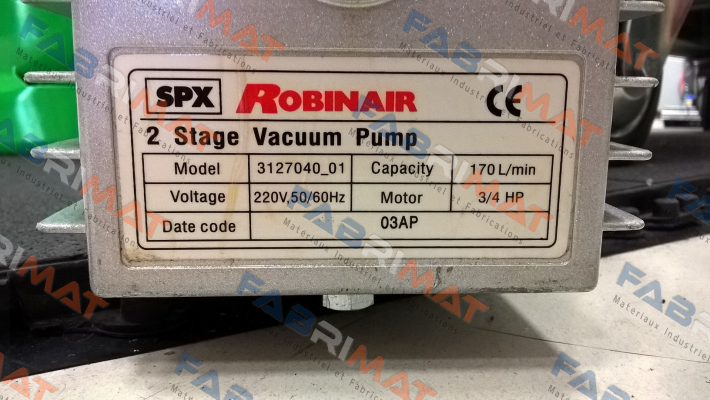 SPX ROBINAIR CE
2 Stage Vacuum Pump
Model 3127040_01 Capacity 170 L/min
Voltage 220V,50/60Hz Motor 3/4 HP
Date code 03AP
FABRIMAT
Materiaux Industriel et Fabrications